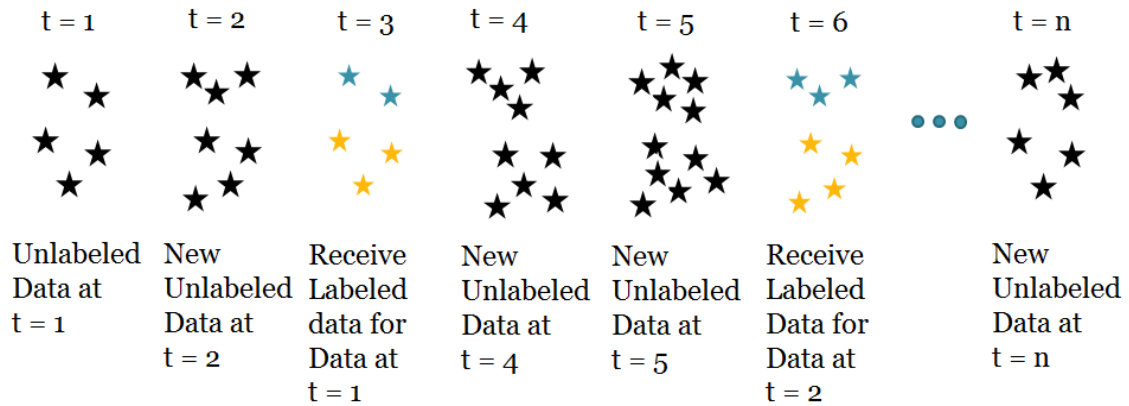 t = 1
t = 2
t = 3
t = 4
t = 5
t = 6
t = n
Unlabeled
Data at
t = 1
New
Unlabeled
Data at
t = 2
Receive
Labeled
data for
Data at
t = 1
New
Unlabeled
Data at
t = 4
New
Unlabeled
Data at
t = 5
Receive
Labeled
Data for
Data at
t = 2
New
Unlabeled
Data at
t = n